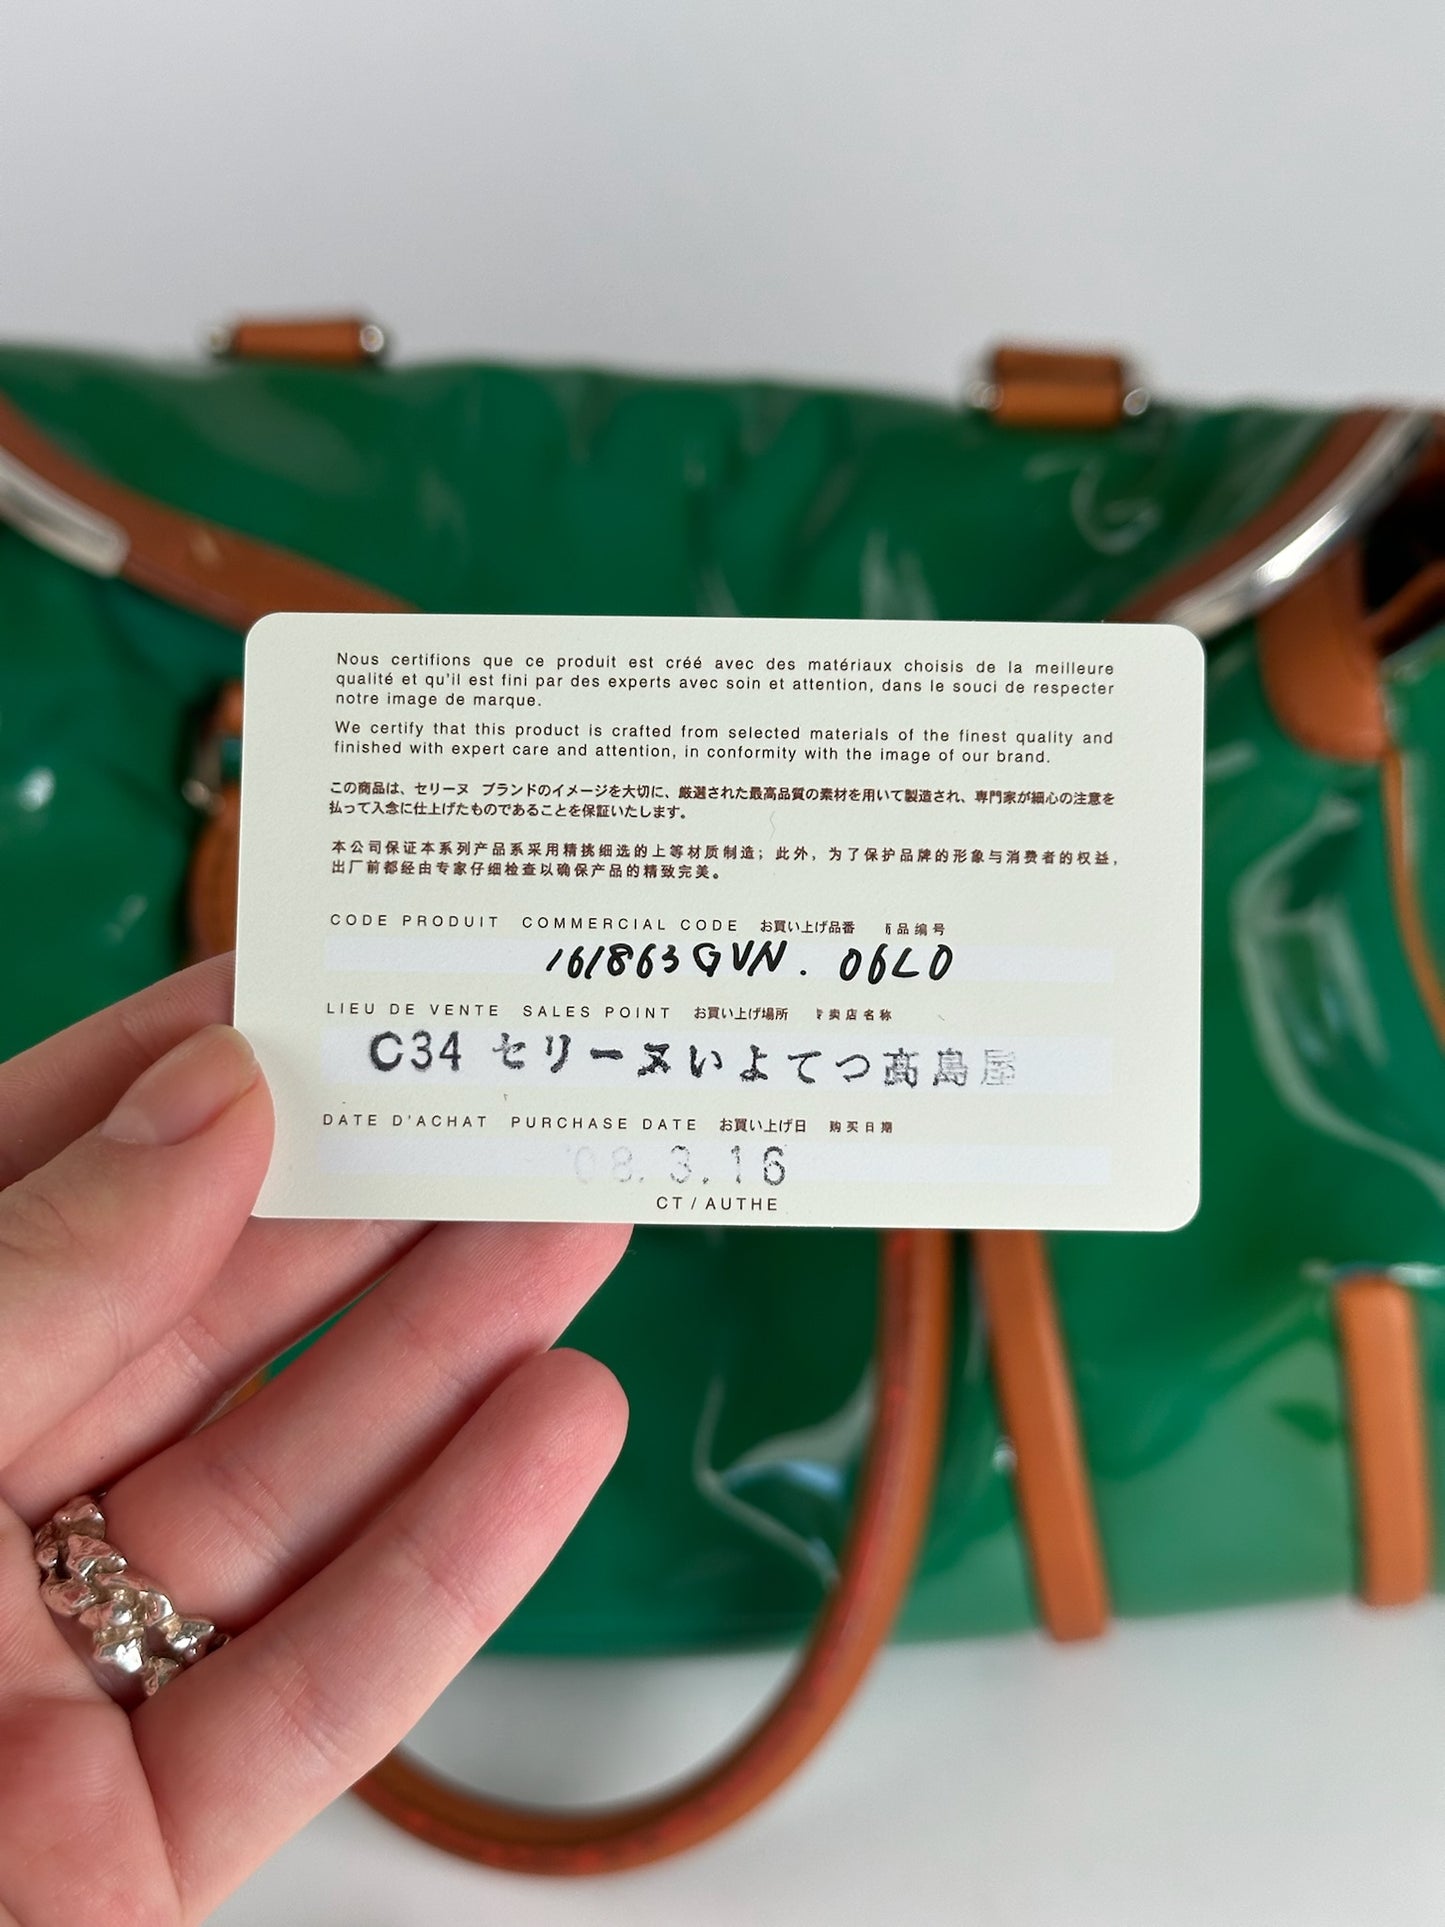 Nous certifions que ce produit est créé avec des matériaux choisis de la meilleure
qualité et qu'il est fini par des experts avec soin et attention, dans le souci de respecter
notre image de marque.
We certify that this product is crafted from selected materials of the finest quality and
finished with expert care and attention, in conformity with the image of our brand.
この商品は、セリーヌ ブランドのイメージを大切に、厳選された最高品質の素材を用いて製造され、専門家が細心の注意を
払って入念に仕上げたものであることを保証いたします。
本公司保证本系列产品系采用精挑细选的上等材质制造；此外，为了保护品牌的形象与消费者的权益，
出厂前都经由专家仔细检查以确保产品的精致完美。
CODE PRODUIT COMMERCIAL CODE お買い上げ品番 商品编号
161863GVN. 06L0
LIEU DE VENTE SALES POINT お買い上げ場所 售卖店名称
C34 セリーヌいよてつ高島屋
DATE D'ACHAT PURCHASE DATE お買い上げ日 购买日期
'08.3.16
CT / AUTHE